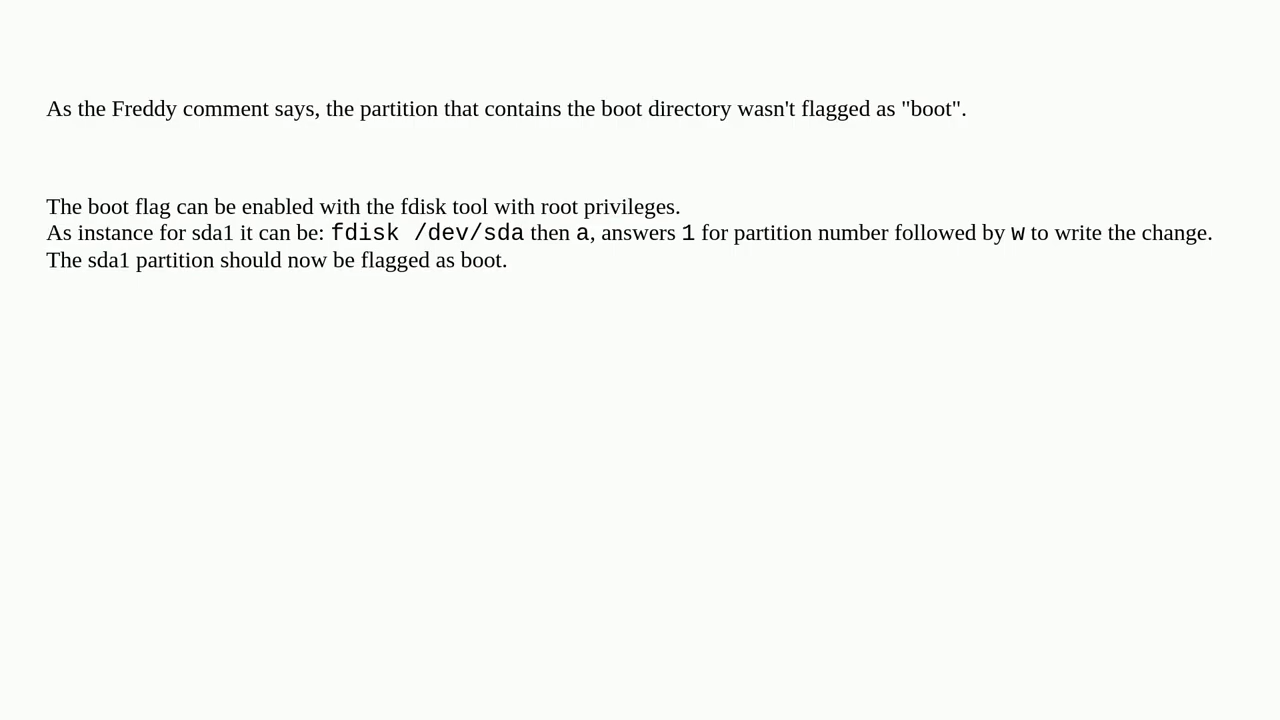 As the Freddy comment says, the partition that contains the boot directory wasn't flagged as "boot".
The boot flag can be enabled with the fdisk tool with root privileges.
As instance for sda1 it can be: fdisk /dev/sda then a, answers 1 for partition number followed by w to write the change.
The sda1 partition should now be flagged as boot.